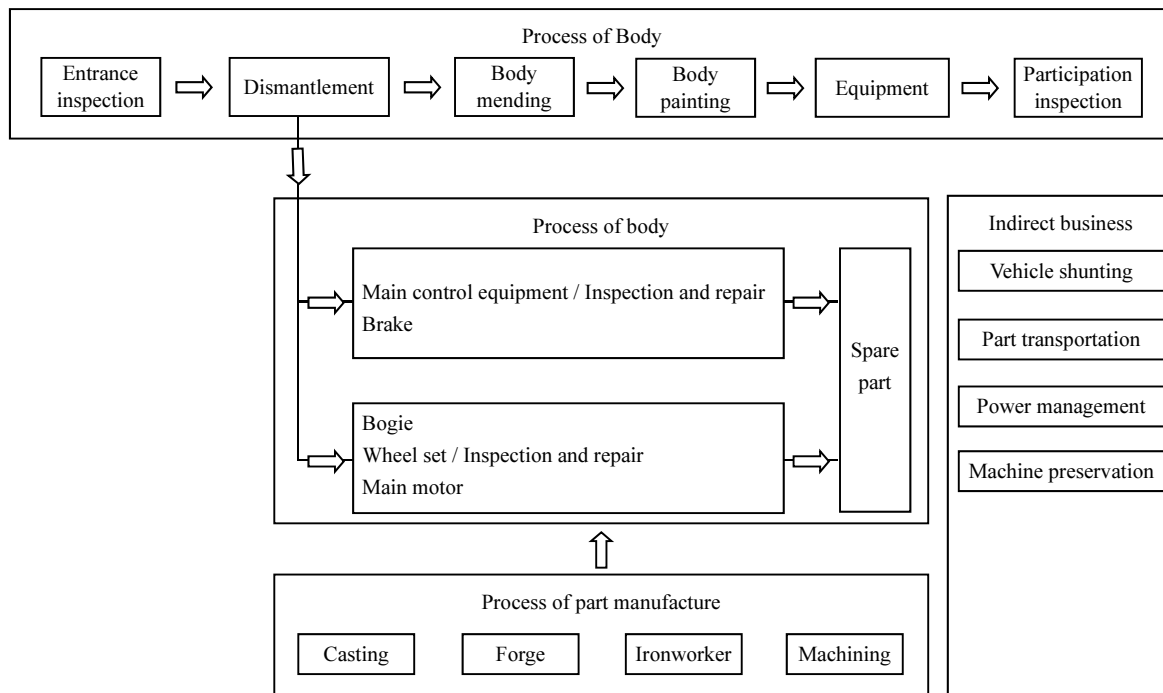 Process of Body
Entrance
inspection
Dismantlement
Body
mending
Body
painting
Equipment
Participation
inspection
Process of body
Main control equipment / Inspection and repair
Brake
Bogie
Wheel set / Inspection and repair
Main motor
Spare
part
Indirect business
Vehicle shunting
Part transportation
Power management
Machine preservation
Process of part manufacture
Casting
Forge
Ironworker
Machining